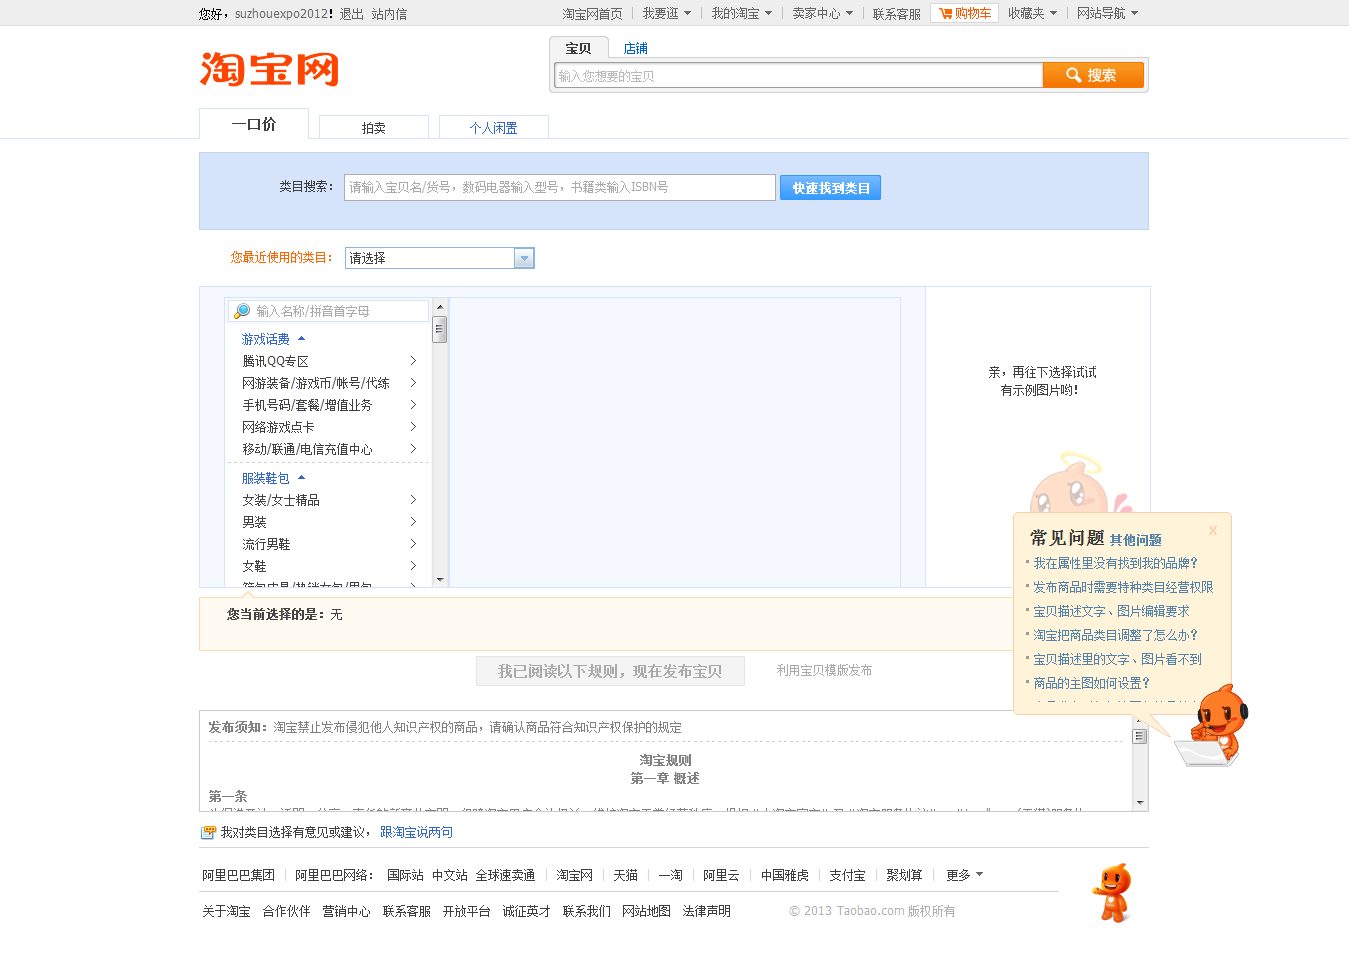 您好，suzhouexpo2012! 退出 站内信 淘宝网首页 我要逛 我的淘宝 卖家中心 联系客服 购物车 收藏夹 网站导航
淘宝网
宝贝 店铺
输入您想要的宝贝 搜索
一口价 拍卖 个人闲置
类目搜索： 请输入宝贝名/货号，数码电器输入型号，书籍类输入ISBN号 快速找到类目
您最近使用的类目： 请选择
输入名称/拼音首字母
游戏话费
腾讯QQ专区
网游装备/游戏币/帐号/代练
手机号码/套餐/增值业务
网络游戏点卡
移动/联通/电信充值中心
服装鞋包
女装/女士精品
男装
流行男鞋
女鞋
亲，再往下选择试试
有示例图片哟！
常见问题 其他问题 x
我在属性里没有找到我的品牌？
发布商品时需要特种类目经营权限
宝贝描述文字、图片编辑要求
淘宝把商品类目调整了怎么办？
宝贝描述里的文字、图片看不到
商品的主图如何设置？
您当前选择的是：无
我已阅读以下规则，现在发布宝贝 利用宝贝模版发布
发布须知：淘宝禁止发布侵犯他人知识产权的商品，请确认商品符合知识产权保护的规定
淘宝规则
第一章 概述
第一条
我对类目选择有意见或建议，跟淘宝说两句
阿里巴巴集团 阿里巴巴网络： 国际站 中文站 全球速卖通 淘宝网 天猫 一淘 阿里云 中国雅虎 支付宝 聚划算 更多
关于淘宝 合作伙伴 营销中心 联系客服 开放平台 诚征英才 联系我们 网站地图 法律声明 © 2013 Taobao.com 版权所有